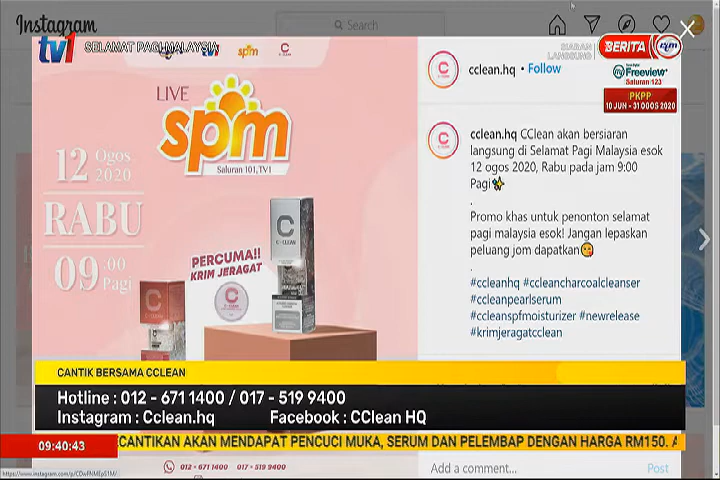 Instagram
Search
tv1
SELAMAT PAGI MALAYSIA
spm
C
SIARAN
LANGSUNG
BERITA
rtm
Freeview
Saluran 123
PKPP
10 JUN - 31 OGOS 2020
cclean.hq • Follow
LIVE
spm
Saluran 101, TV1
12 Ogos
2020
RABU
09.00
Pagi
PERCUMA!!
KRIM JERAGAT
C
C-CLEAN
cclean.hq CClean akan bersiaran
langsung di Selamat Pagi Malaysia esok
12 ogos 2020, Rabu pada jam 9:00
Pagi✨
.
Promo khas untuk penonton selamat
pagi malaysia esok! Jangan lepaskan
peluang jom dapatkan😘
.
#ccleanhq #ccleancharcoalcleanser
#ccleanpearlserum
#ccleanspfmoisturizer #newrelease
#krimjeragatcclean
CANTIK BERSAMA CCLEAN
Hotline : 012 - 671 1400 / 017 - 519 9400
Instagram : Cclean.hq Facebook : CClean HQ
09:40:43
ECANTIKAN AKAN MENDAPAT PENCUCI MUKA, SERUM DAN PELEMBAP DENGAN HARGA RM150. A
012 - 671400 017 - 519 9400
Add a comment... Post